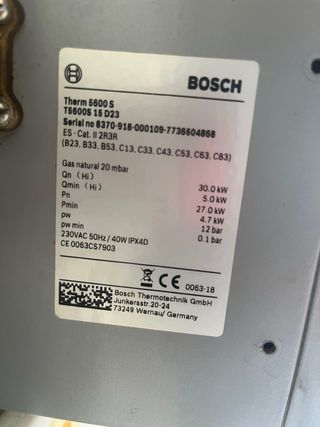 BOSCH
Therm 5600 S
T5600S 15 D23
Serial no 8370-918-000109-7736504868
ES - Cat. II 2R3R
(B23, B33, B53, C13, C33, C43, C53, C63, C83)
Gas natural 20 mbar
Qn (Hi) 30.0 kW
Qmin (Hi) 5.0 kW
Pn 27.0 kW
Pmin 4.7 kW
pw 12 bar
pw min 0.1 bar
230VAC 50Hz / 40W IPX4D
CE 0063CS7903
CE 0063-18
Bosch Thermotechnik GmbH
Junkersstr.20-24
73249 Wernau/ Germany